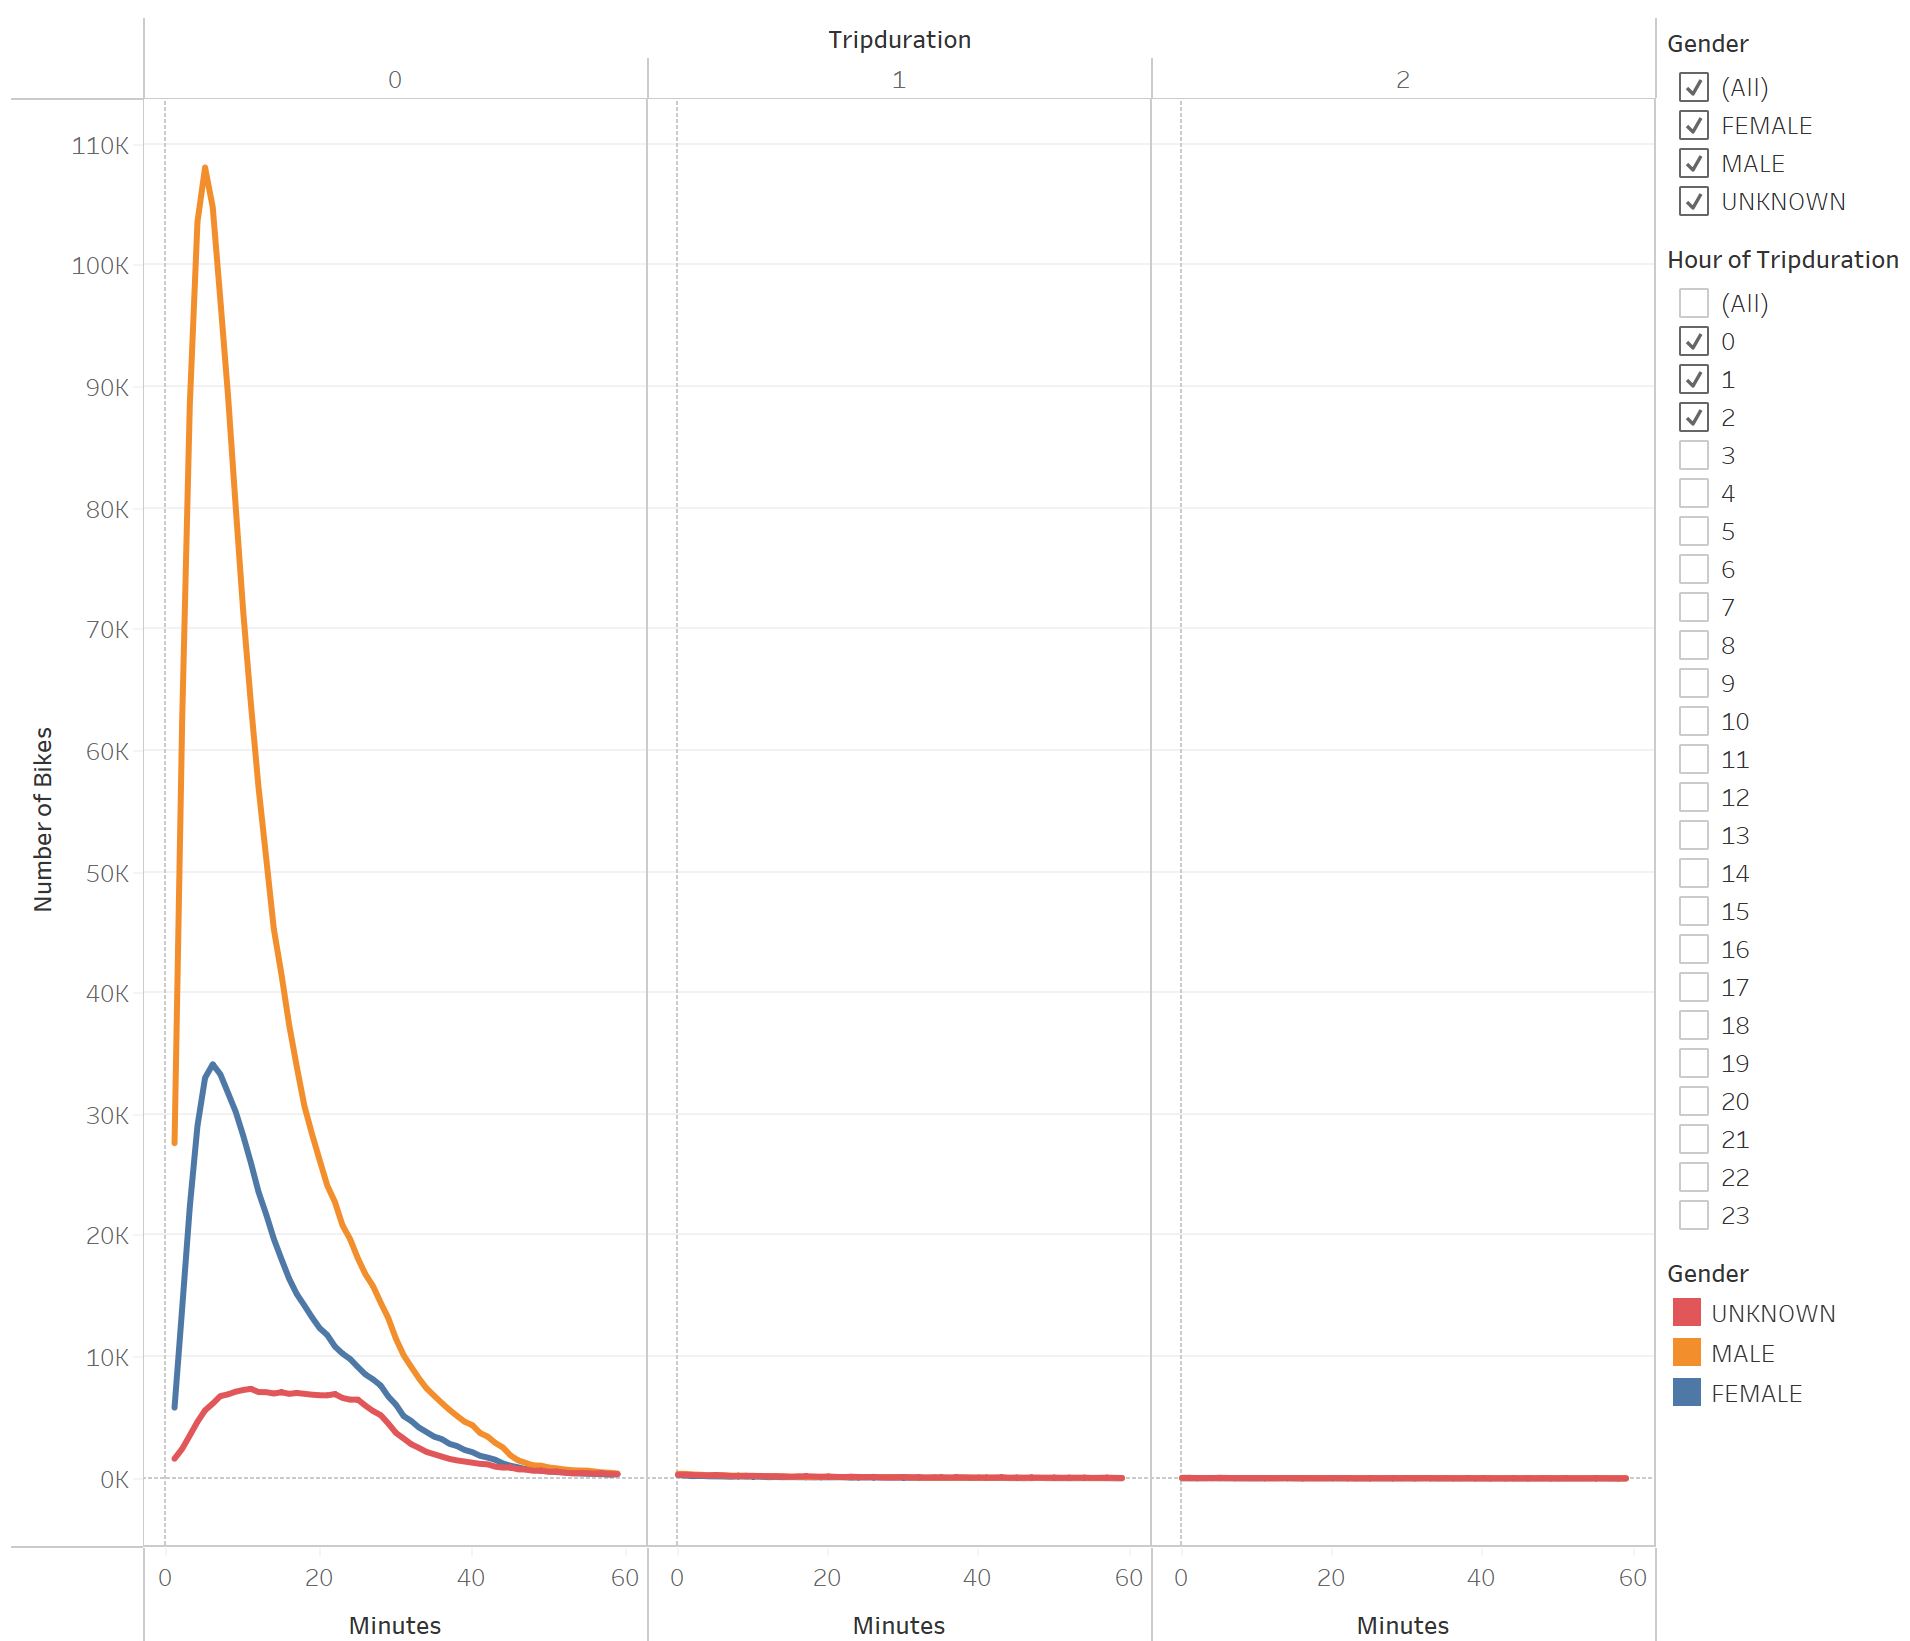 Tripduration
0 1 2
110K
100K
90K
80K
70K
60K
50K
40K
30K
20K
10K
0K
Number of Bikes
0 20 40 60 0 20 40 60 0 20 40 60
Minutes Minutes Minutes
Gender
(All)
FEMALE
MALE
UNKNOWN
Hour of Tripduration
(All)
0
1
2
3
4
5
6
7
8
9
10
11
12
13
14
15
16
17
18
19
20
21
22
23
Gender
UNKNOWN
MALE
FEMALE